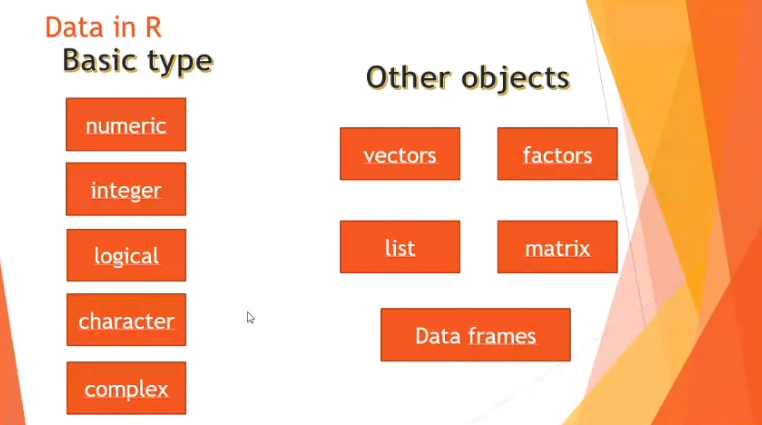 Data in R
Basic type
numeric
integer
logical
character
complex
Other objects
vectors
factors
list
matrix
Data frames